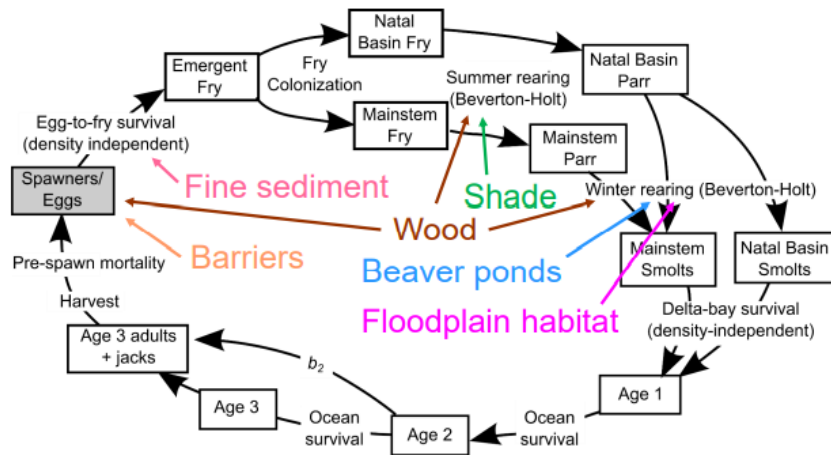 Natal
Basin Fry
Emergent
Fry
Fry
Colonization
Summer rearing
(Beverton-Holt)
Natal Basin
Parr
Mainstem
Fry
Mainstem
Parr
Egg-to-fry survival
(density independent)
Fine sediment
Shade
Spawners/
Eggs
Winter rearing (Beverton-Holt)
Wood
Barriers
Beaver ponds
Mainstem
Smolts
Natal Basin
Smolts
Pre-spawn mortality
Floodplain habitat
Harvest
Delta-bay survival
(density-independent)
Age 3 adults
+ jacks
b2
Age 3
Ocean
survival
Age 2
Ocean
survival
Age 1